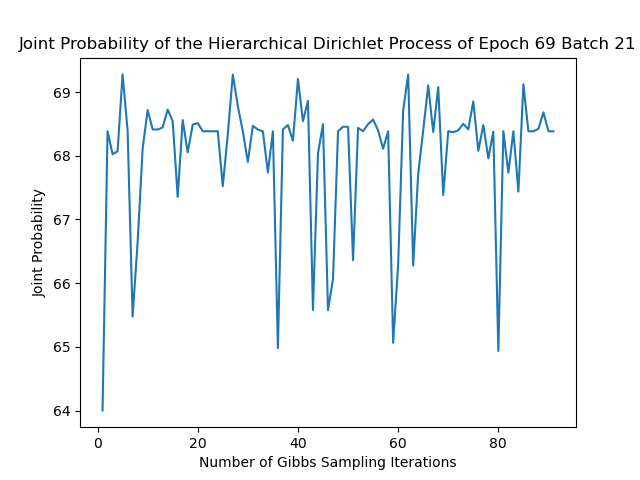 Joint Probability of the Hierarchical Dirichlet Process of Epoch 69 Batch 21
69
68
67
66
65
64
Joint Probability
0 20 40 60 80
Number of Gibbs Sampling Iterations